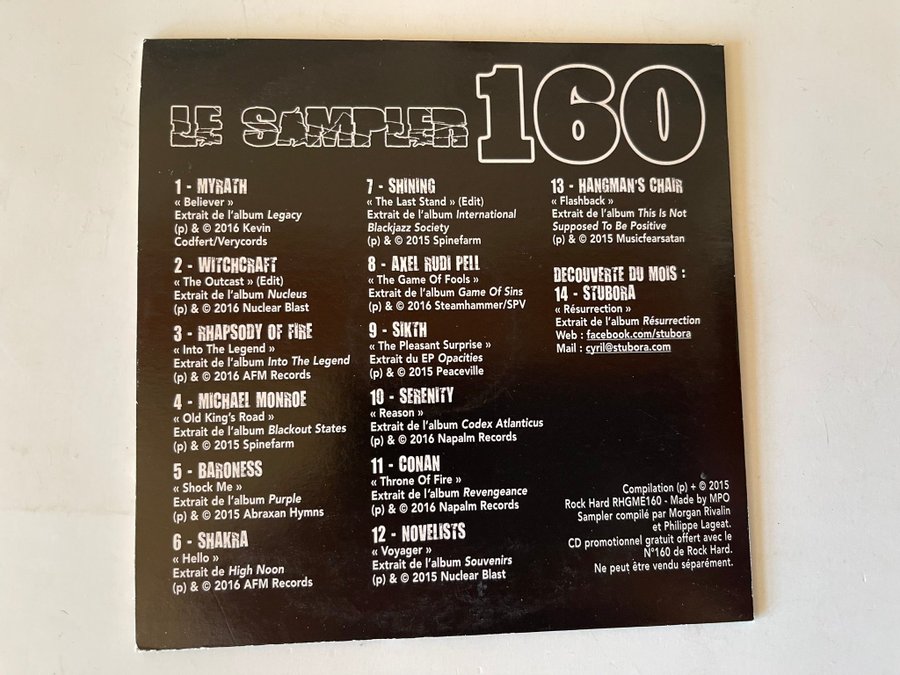 LE SAMPLER 160
1 - MYRATH
« Believer »
Extrait de l'album Legacy
(p) & © 2016 Kevin
Codfert/Verycords
2 - WITCHCRAFT
« The Outcast » (Edit)
Extrait de l'album Nucleus
(p) & © 2016 Nuclear Blast
3 - RHAPSODY OF FIRE
« Into The Legend »
Extrait de l'album Into The Legend
(p) & © 2016 AFM Records
4 - MICHAEL MONROE
« Old King's Road »
Extrait de l'album Blackout States
(p) & © 2015 Spinefarm
5 - BARONESS
« Shock Me »
Extrait de l'album Purple
(p) & © 2015 Abraxan Hymns
6 - SHAKRA
« Hello »
Extrait de High Noon
(p) & © 2016 AFM Records
7 - SHINING
« The Last Stand » (Edit)
Extrait de l'album International
Blackjazz Society
(p) & © 2015 Spinefarm
8 - AXEL RUDI PELL
« The Game Of Fools »
Extrait de l'album Game Of Sins
(p) & © 2016 Steamhammer/SPV
9 - SIKTH
« The Pleasant Surprise »
Extrait du EP Opacities
(p) & © 2015 Peaceville
10 - SERENITY
« Reason »
Extrait de l'album Codex Atlanticus
(p) & © 2016 Napalm Records
11 - CONAN
« Throne Of Fire »
Extrait de l'album Revengeance
(p) & © 2016 Napalm Records
12 - NOVELISTS
« Voyager »
Extrait de l'album Souvenirs
(p) & © 2015 Nuclear Blast
13 - HANGMAN'S CHAIR
« Flashback »
Extrait de l'album This Is Not
Supposed To Be Positive
(p) & © 2015 Musicfearsatan
DECOUVERTE DU MOIS :
14 - STUBORA
« Résurrection »
Extrait de l'album Résurrection
Web : facebook.com/stubora
Mail : cyril@stubora.com
Compilation (p) + © 2015
Rock Hard RHGME160 - Made by MPO
Sampler compilé par Morgan Rivalin
et Philippe Lageat.
CD promotionnel gratuit offert avec le
N°160 de Rock Hard.
Ne peut être vendu séparément.